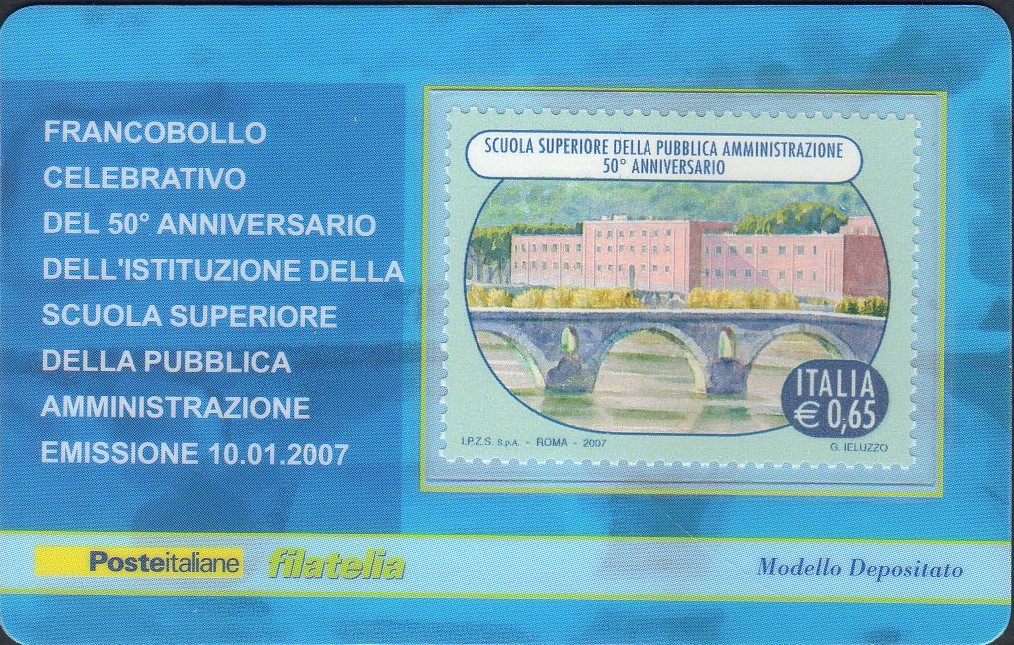 FRANCOBOLLO
CELEBRATIVO
DEL 50° ANNIVERSARIO
DELL'ISTITUZIONE DELLA
SCUOLA SUPERIORE
DELLA PUBBLICA
AMMINISTRAZIONE
EMISSIONE 10.01.2007
SCUOLA SUPERIORE DELLA PUBBLICA AMMINISTRAZIONE
50° ANNIVERSARIO
ITALIA
€ 0,65
I.P.Z.S. S.p.A. - ROMA - 2007
G. IELUZZO
Posteitaliane
filatelia
Modello Depositato